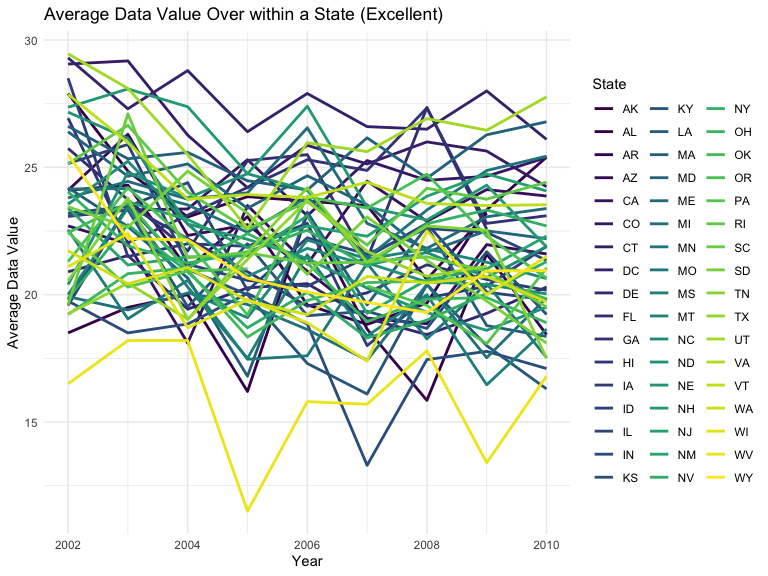 Average Data Value Over within a State (Excellent)
30
25
20
15
Average Data Value
2002 2004 2006 2008 2010
Year
State
AK KY NY
AL LA OH
AR MA OK
AZ MD OR
CA ME PA
CO MI RI
CT MN SC
DC MO SD
DE MS TN
FL MT TX
GA NC UT
HI ND VA
IA NE VT
ID NH WA
IL NJ WI
IN NM WV
KS NV WY